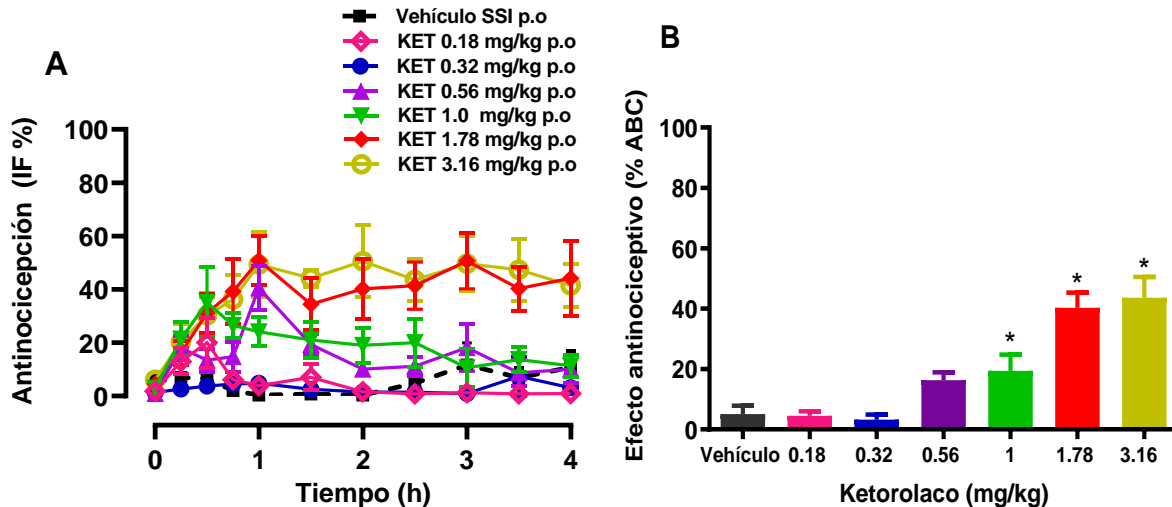 A
Vehículo SSI p.o
KET 0.18 mg/kg p.o
KET 0.32 mg/kg p.o
KET 0.56 mg/kg p.o
KET 1.0 mg/kg p.o
KET 1.78 mg/kg p.o
KET 3.16 mg/kg p.o
Antinocicepción (IF %)
100
80
60
40
20
0
0 1 2 3 4
Tiempo (h)
B
Efecto antinociceptivo (% ABC)
100
80
60
40
20
0
* * *
Vehículo 0.18 0.32 0.56 1 1.78 3.16
Ketorolaco (mg/kg)